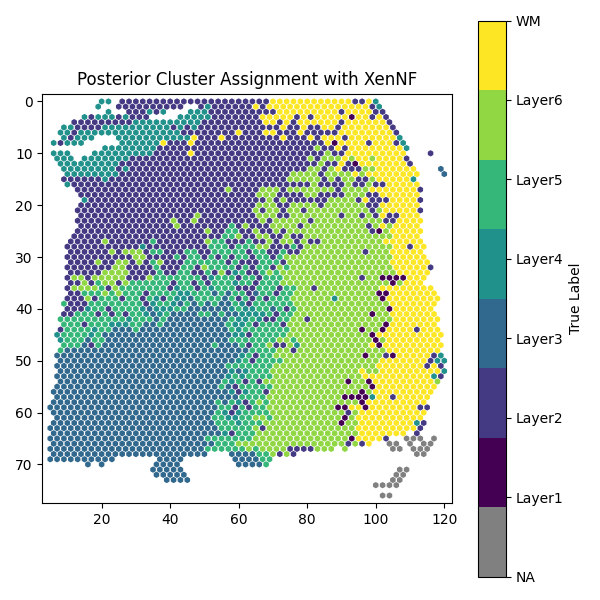 Posterior Cluster Assignment with XenNF
0
10
20
30
40
50
60
70
20
40
60
80
100
120
WM
Layer6
Layer5
Layer4
Layer3
Layer2
Layer1
NA
True Label